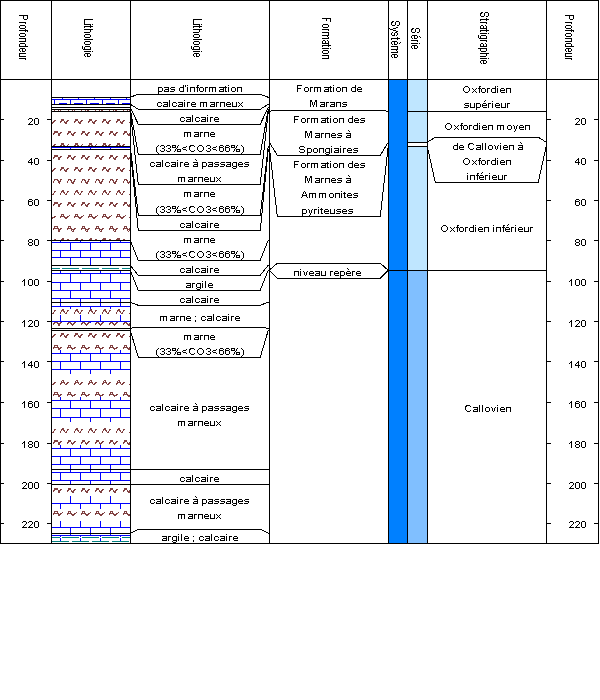 Profondeur
Lithologie
Lithologie
Formation
Système
Série
Stratigraphie
Profondeur
20
40
60
80
100
120
140
160
180
200
220
pas d'information
calcaire marneux
calcaire
marne
(33%<CO3<66%)
calcaire à passages
marneux
marne
(33%<CO3<66%)
calcaire
marne
(33%<CO3<66%)
calcaire
argile
calcaire
marne ; calcaire
marne
(33%<CO3<66%)
calcaire à passages
marneux
calcaire
calcaire à passages
marneux
argile ; calcaire
Formation de
Marans
Formation des
Marnes à
Spongiaires
Formation des
Marnes à
Ammonites
pyriteuses
niveau repère
Oxfordien
supérieur
Oxfordien moyen
de Callovien à
Oxfordien
inférieur
Oxfordien inférieur
Callovien
20
40
60
80
100
120
140
160
180
200
220